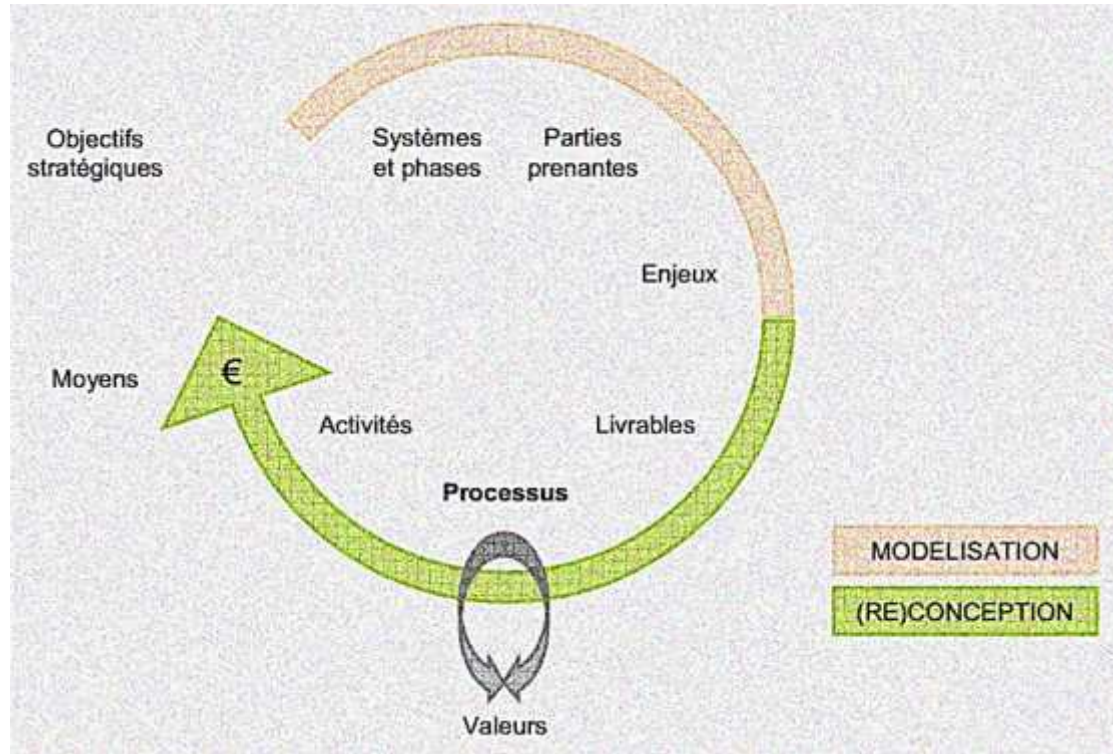 Objectifs
stratégiques
Systèmes
et phases
Parties
prenantes
Enjeux
Moyens
€
Activités
Livrables
Processus
MODELISATION
(RE)CONCEPTION
Valeurs